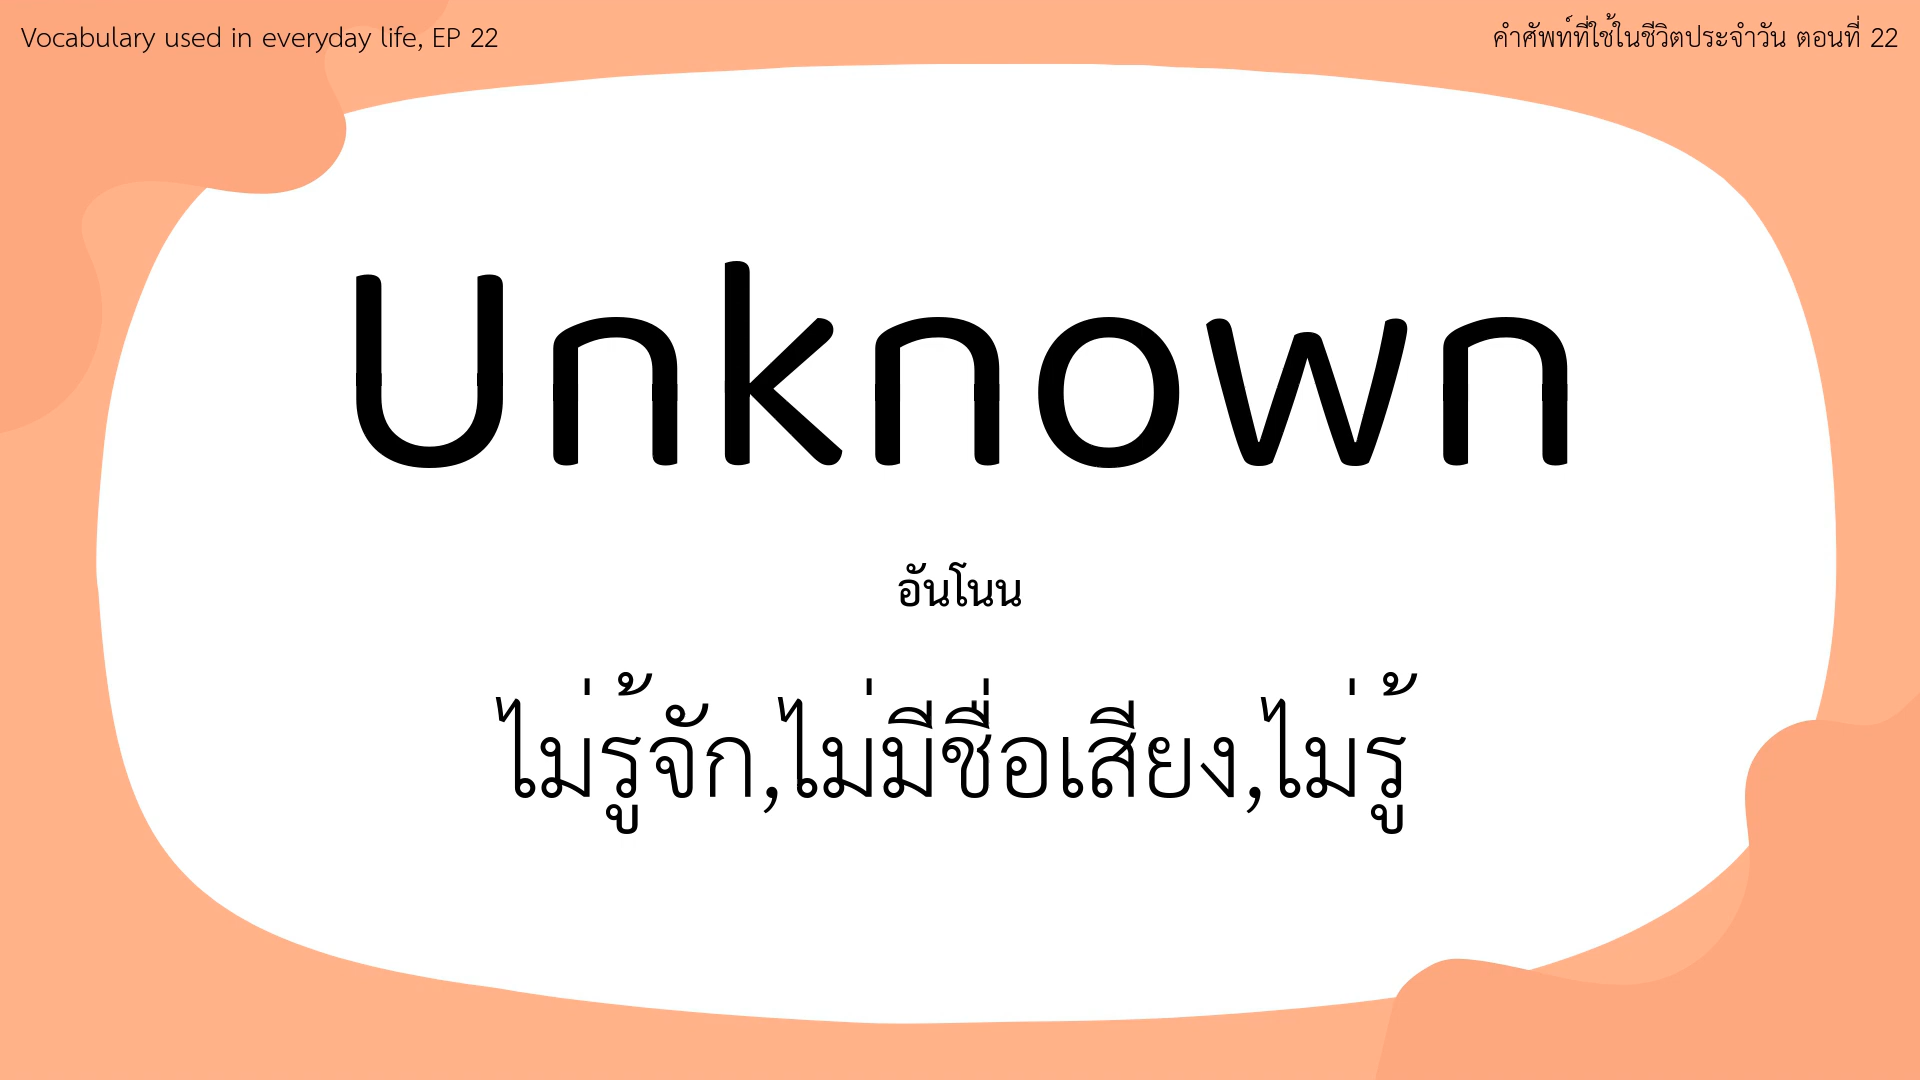 Vocabulary used in everyday life, EP 22
คำศัพท์ที่ใช้ในชีวิตประจำวัน ตอนที่ 22
Unknown
อันโนน
ไม่รู้จัก,ไม่มีชื่อเสียง,ไม่รู้